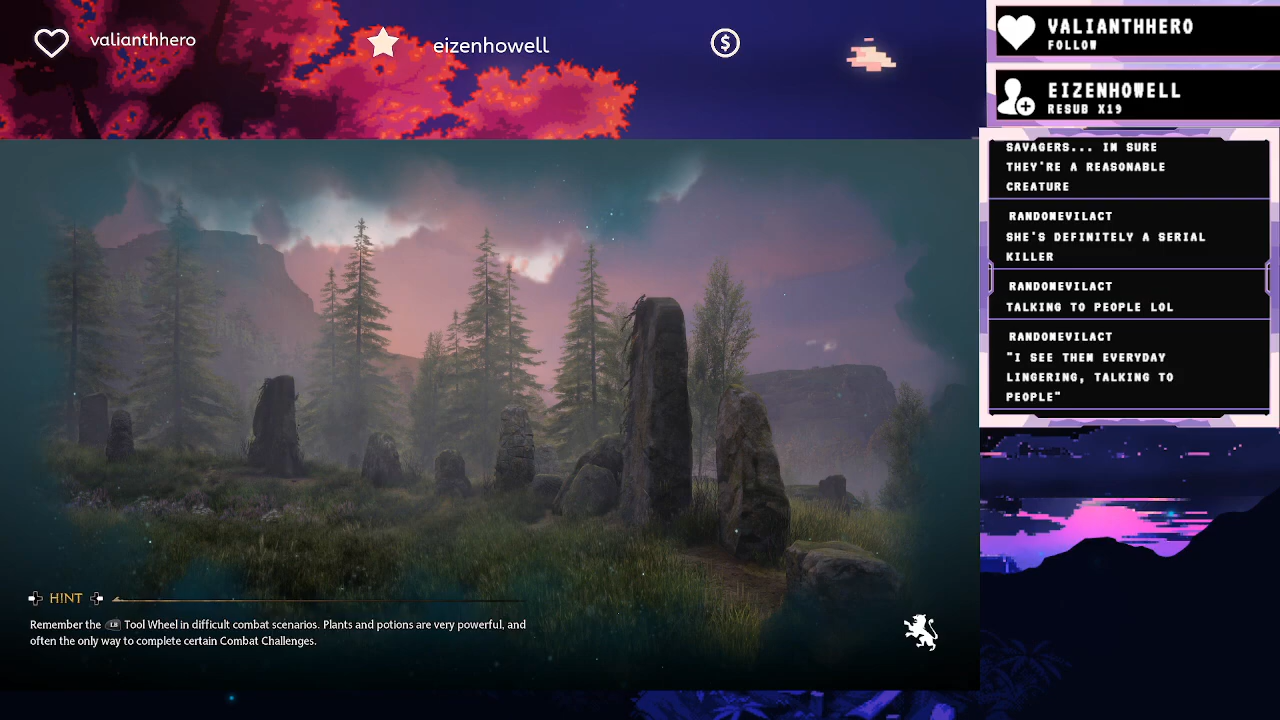 valianthhero
eizenhowell
VALIANTHHERO
FOLLOW
EIZENHOWELL
RESUB X19
SAVAGERS... IM SURE
THEY'RE A REASONABLE
CREATURE
RANDOMEVILACT
SHE'S DEFINITELY A SERIAL
KILLER
RANDOMEVILACT
TALKING TO PEOPLE LOL
RANDOMEVILACT
"I SEE THEM EVERYDAY
LINGERING, TALKING TO
PEOPLE"
HINT
Remember the LB Tool Wheel in difficult combat scenarios. Plants and potions are very powerful, and
often the only way to complete certain Combat Challenges.